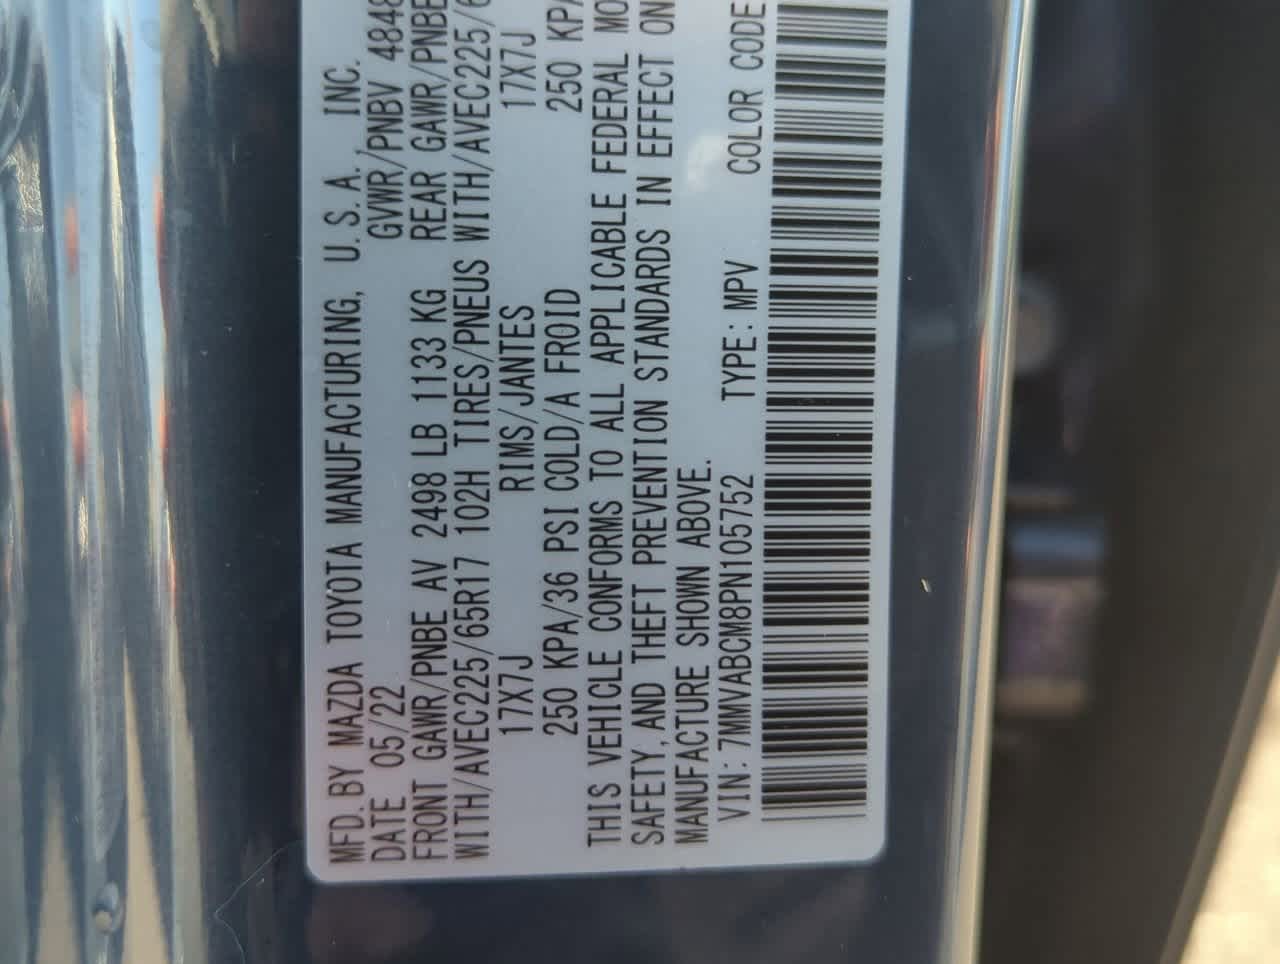 MFD. BY MAZDA TOYOTA MANUFACTURING, U.S.A. INC.
DATE 05/22 GVWR/PNBV 4848
FRONT GAWR/PNBE AV 2498 LB 1133 KG REAR GAWR/PNBE
WITH/AVEC225/65R17 102H TIRES/PNEUS WITH/AVEC225/6
17X7J RIMS/JANTES 17X7J
250 KPA/36 PSI COLD/A FROID 250 KPA
THIS VEHICLE CONFORMS TO ALL APPLICABLE FEDERAL MO
SAFETY, AND THEFT PREVENTION STANDARDS IN EFFECT ON
MANUFACTURE SHOWN ABOVE.
VIN: 7MMVABCM8PN105752 TYPE: MPV COLOR CODE